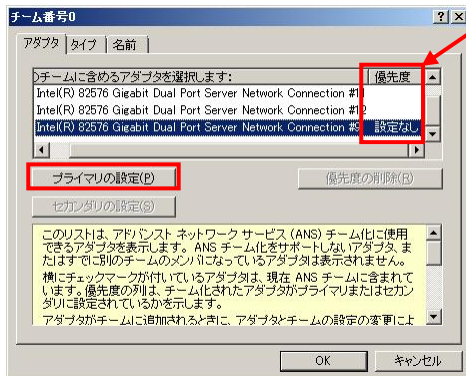 チーム番号0
アダプタ タイプ 名前
チームに含めるアダプタを選択します: 優先度
Intel(R) 82576 Gigabit Dual Port Server Network Connection
Intel(R) 82576 Gigabit Dual Port Server Network Connection
Intel(R) 82576 Gigabit Dual Port Server Network Connection #9 設定なし
プライマリの設定(P) 優先度の削除(R)
セカンダリの設定(S)
このリストは、アドバンスト ネットワーク サービス (ANS) チーム化に使用
できるアダプタを表示します。ANS チーム化をサポートしないアダプタ、ま
たはすでに別のチームのメンバになっているアダプタは表示されません。
横にチェックマークが付いているアダプタは、現在 ANS チームに含まれて
います。優先度の列は、チーム化されたアダプタがプライマリまたはセカン
ダリに設定されているかを示します。
アダプタがチームに追加されるときに、アダプタとチームの設定の変更によ
OK キャンセル